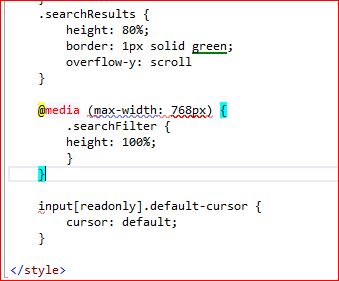 .searchResults {
height: 80%;
border: 1px solid green;
overflow-y: scroll
}
@media (max-width: 768px) {
.searchFilter {
height: 100%;
}
}
input[readonly].default-cursor {
cursor: default;
}
</style>